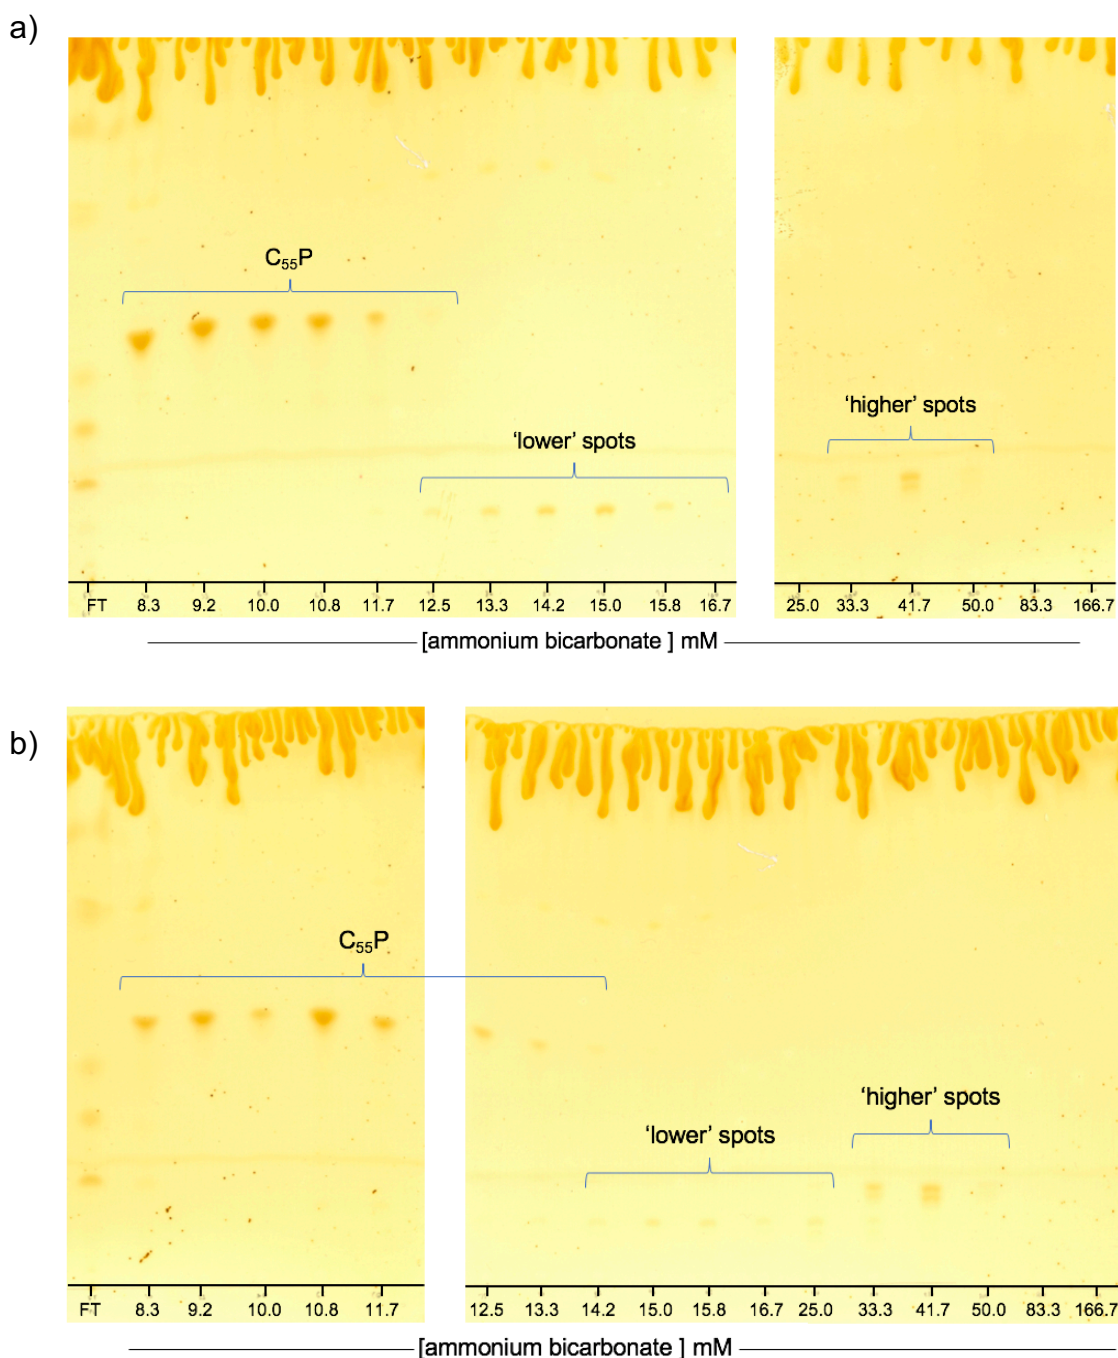 a)
C₅₅P
'higher' spots
'lower' spots
FT 8.3 9.2 10.0 10.8 11.7 12.5 13.3 14.2 15.0 15.8 16.7 25.0 33.3 41.7 50.0 83.3 166.7
[ammonium bicarbonate ] mM
b)
C₅₅P
'higher' spots
'lower' spots
FT 8.3 9.2 10.0 10.8 11.7 12.5 13.3 14.2 15.0 15.8 16.7 25.0 33.3 41.7 50.0 83.3 166.7
[ammonium bicarbonate ] mM